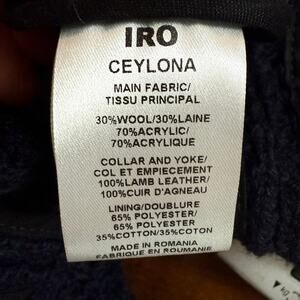 IRO
CEYLONA
MAIN FABRIC/
TISSU PRINCIPAL
30%WOOL/30%LAINE
70%ACRYLIC/
70%ACRYLIQUE
COLLAR AND YOKE/
COL ET EMPIECEMENT
100%LAMB LEATHER/
100%CUIR D'AGNEAU
LINING/DOUBLURE
65% POLYESTER/
65% POLYESTER/
35%COTTON/35%COTON
MADE IN ROMANIA
FABRIQUE EN ROUMANIE